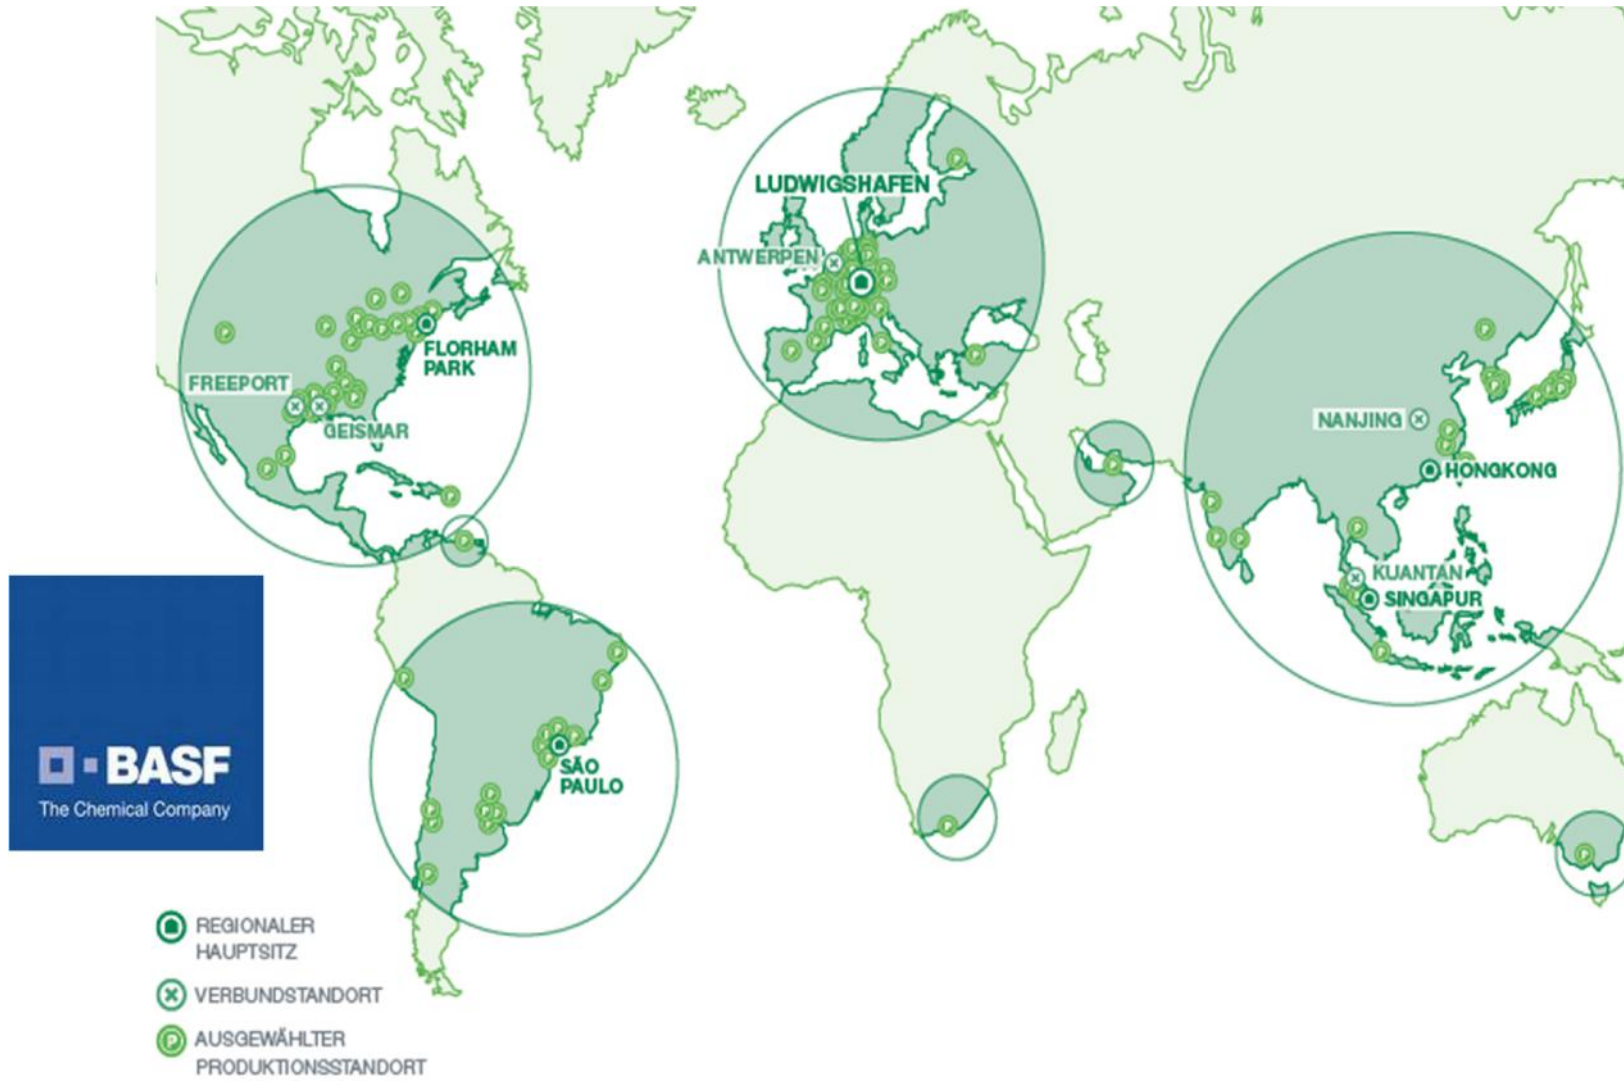 LUDWIGSHAFEN
ANTWERPEN
FLORHAM
PARK
FREEPORT
GEISMAR
NANJING
HONGKONG
KUANTAN
SINGAPUR
SÃO
PAULO
BASF
The Chemical Company
REGIONALER
HAUPTSITZ
VERBUNDSTANDORT
AUSGEWÄHLTER
PRODUKTIONSSTANDORT